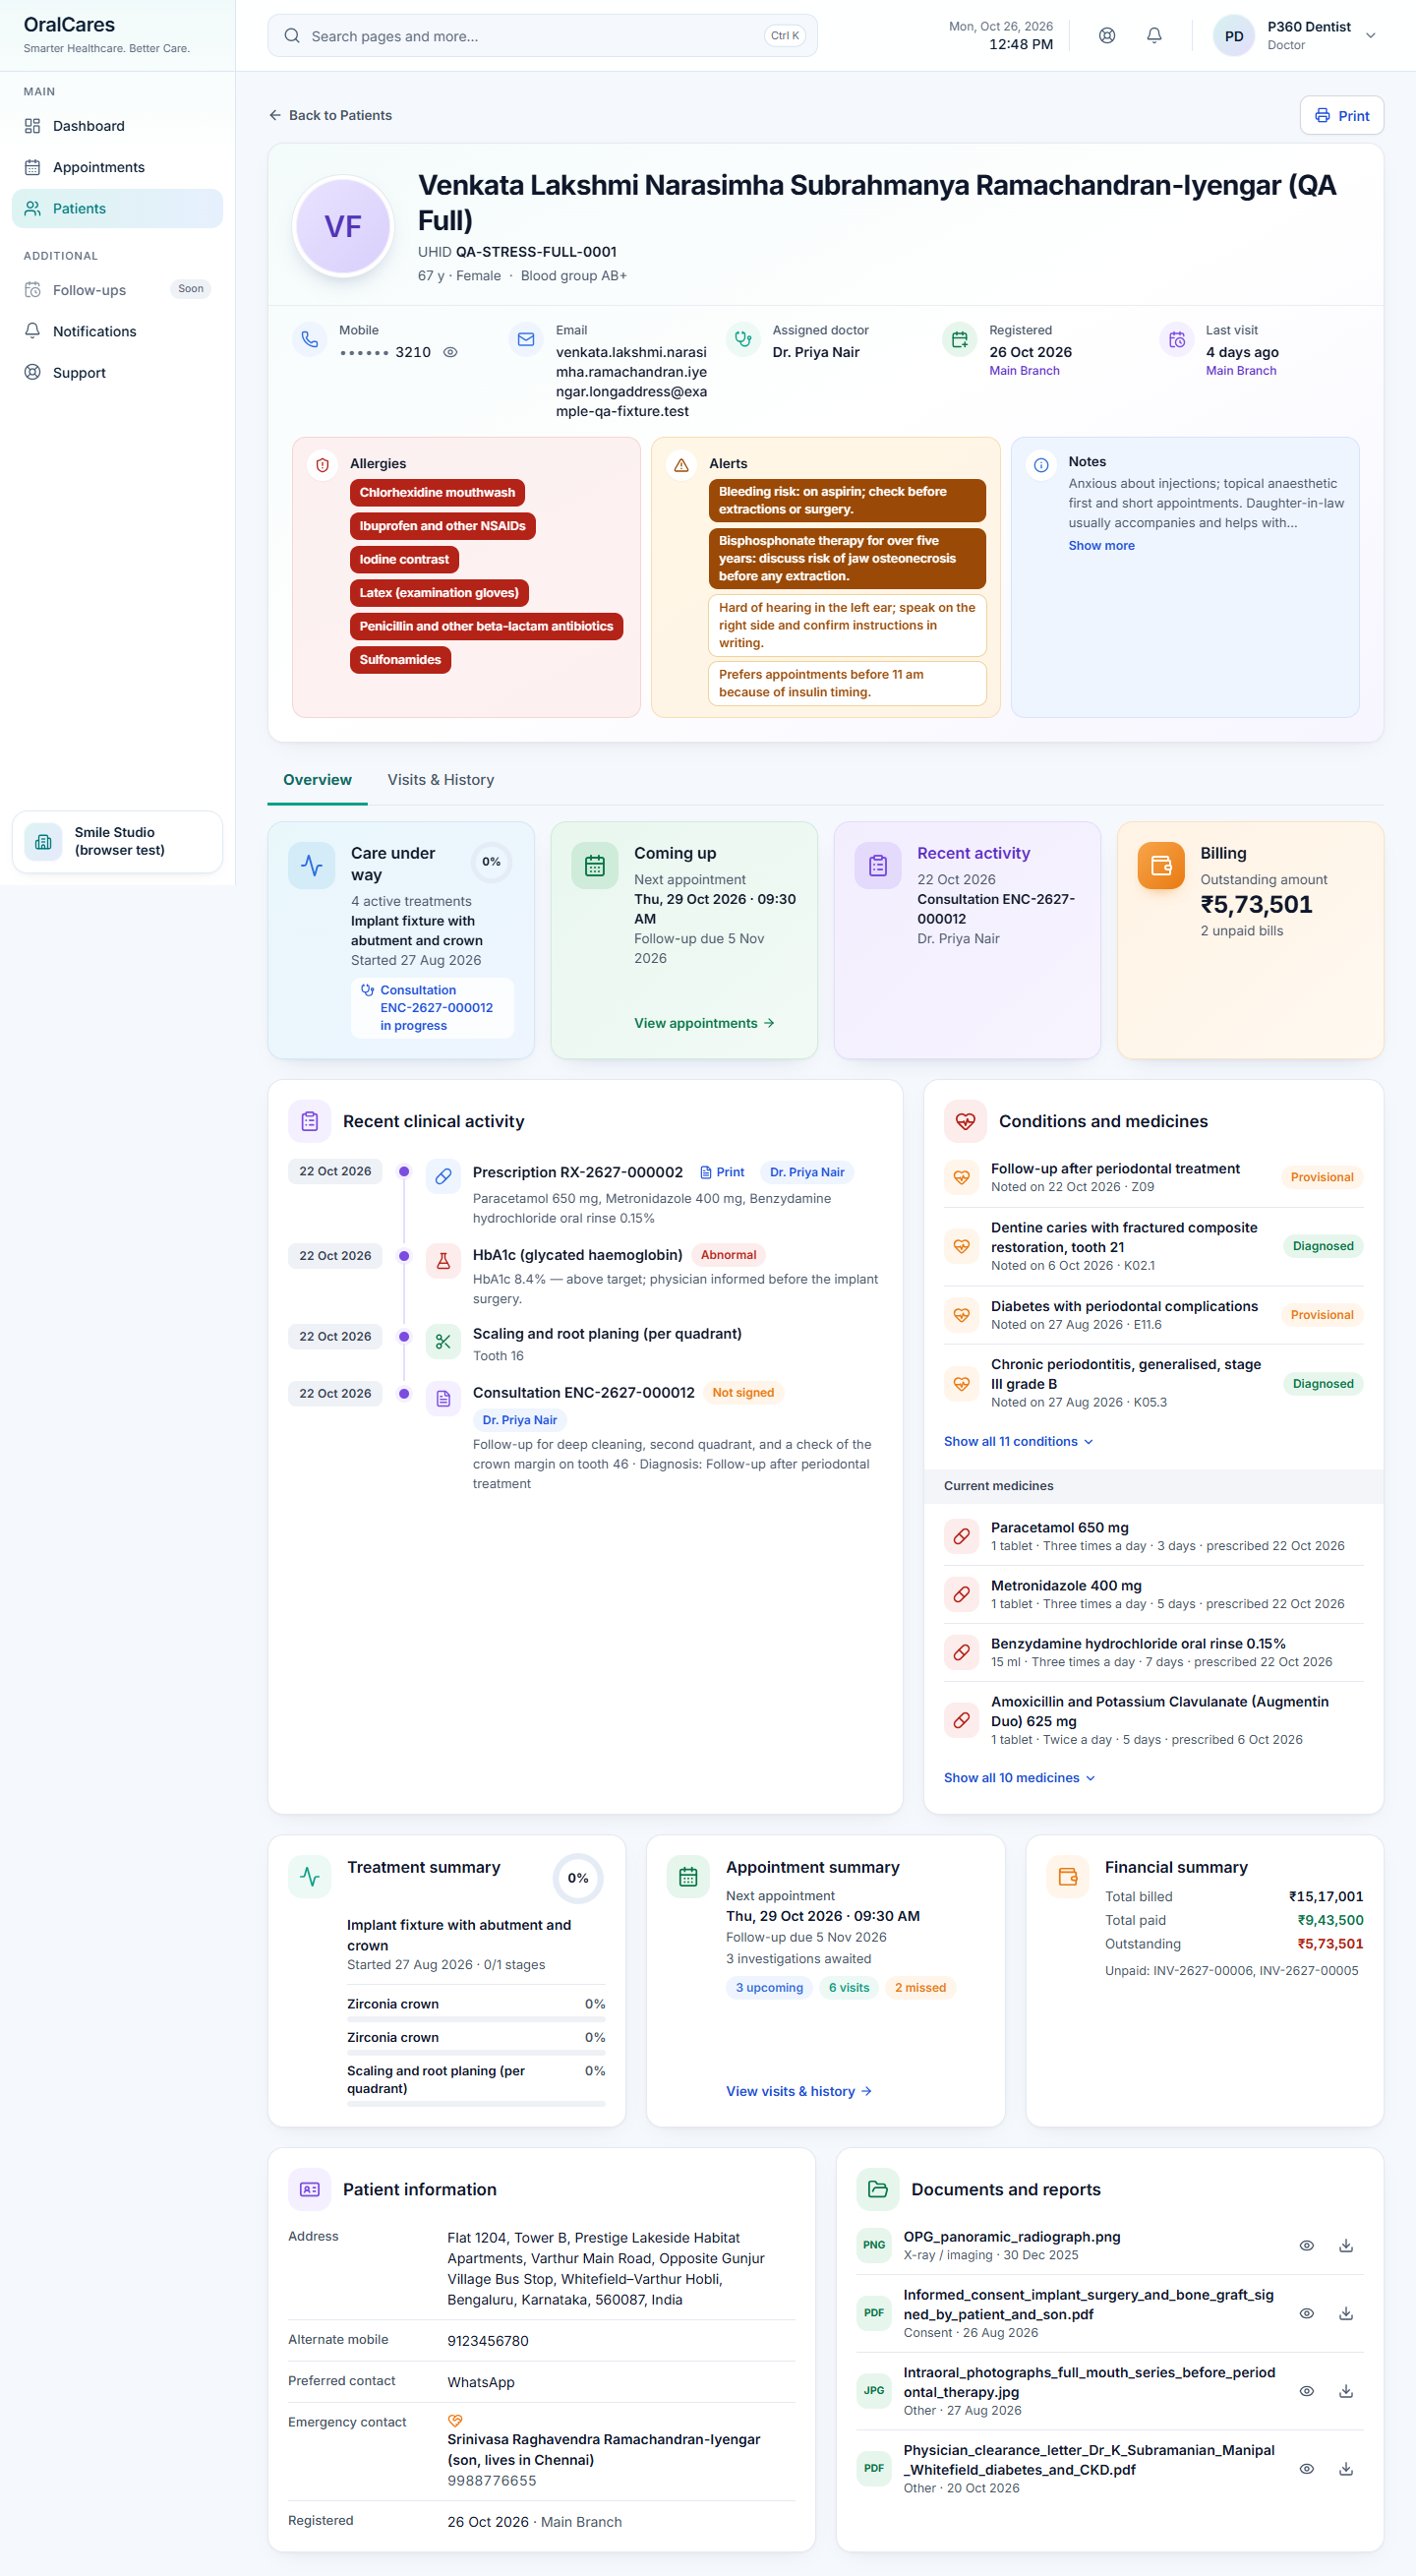 OralCares
Smarter Healthcare. Better Care.
Search pages and more...
Ctrl K
Mon, Oct 26, 2026
12:48 PM
PD
P360 Dentist
Doctor
MAIN
Dashboard
Appointments
Patients
ADDITIONAL
Follow-ups
Soon
Notifications
Support
Smile Studio
(browser test)
Back to Patients
Print
VF
Venkata Lakshmi Narasimha Subrahmanya Ramachandran-Iyengar (QA
Full)
UHID QA-STRESS-FULL-0001
67 y · Female · Blood group AB+
Mobile
•••••• 3210
Email
venkata.lakshmi.narasi
mha.ramachandran.iye
ngar.longaddress@exa
mple-qa-fixture.test
Assigned doctor
Dr. Priya Nair
Registered
26 Oct 2026
Main Branch
Last visit
4 days ago
Main Branch
Allergies
Chlorhexidine mouthwash
Ibuprofen and other NSAIDs
Iodine contrast
Latex (examination gloves)
Penicillin and other beta-lactam antibiotics
Sulfonamides
Alerts
Bleeding risk: on aspirin; check before
extractions or surgery.
Bisphosphonate therapy for over five
years: discuss risk of jaw osteonecrosis
before any extraction.
Hard of hearing in the left ear; speak on the
right side and confirm instructions in
writing.
Prefers appointments before 11 am
because of insulin timing.
Notes
Anxious about injections; topical anaesthetic
first and short appointments. Daughter-in-law
usually accompanies and helps with...
Show more
Overview
Visits & History
Care under
way
0%
4 active treatments
Implant fixture with
abutment and crown
Started 27 Aug 2026
Consultation
ENC-2627-000012
in progress
Coming up
Next appointment
Thu, 29 Oct 2026 · 09:30
AM
Follow-up due 5 Nov
2026
View appointments →
Recent activity
22 Oct 2026
Consultation ENC-2627-
000012
Dr. Priya Nair
Billing
Outstanding amount
₹5,73,501
2 unpaid bills
Recent clinical activity
22 Oct 2026
Prescription RX-2627-000002
Print
Dr. Priya Nair
Paracetamol 650 mg, Metronidazole 400 mg, Benzydamine
hydrochloride oral rinse 0.15%
22 Oct 2026
HbA1c (glycated haemoglobin)
Abnormal
HbA1c 8.4% — above target; physician informed before the implant
surgery.
22 Oct 2026
Scaling and root planing (per quadrant)
Tooth 16
22 Oct 2026
Consultation ENC-2627-000012
Not signed
Dr. Priya Nair
Follow-up for deep cleaning, second quadrant, and a check of the
crown margin on tooth 46 · Diagnosis: Follow-up after periodontal
treatment
Conditions and medicines
Follow-up after periodontal treatment
Noted on 22 Oct 2026 · Z09
Provisional
Dentine caries with fractured composite
restoration, tooth 21
Noted on 6 Oct 2026 · K02.1
Diagnosed
Diabetes with periodontal complications
Noted on 27 Aug 2026 · E11.6
Provisional
Chronic periodontitis, generalised, stage
III grade B
Noted on 27 Aug 2026 · K05.3
Diagnosed
Show all 11 conditions
Current medicines
Paracetamol 650 mg
1 tablet · Three times a day · 3 days · prescribed 22 Oct 2026
Metronidazole 400 mg
1 tablet · Three times a day · 5 days · prescribed 22 Oct 2026
Benzydamine hydrochloride oral rinse 0.15%
15 ml · Three times a day · 7 days · prescribed 22 Oct 2026
Amoxicillin and Potassium Clavulanate (Augmentin
Duo) 625 mg
1 tablet · Twice a day · 5 days · prescribed 6 Oct 2026
Show all 10 medicines
Treatment summary
0%
Implant fixture with abutment and
crown
Started 27 Aug 2026 · 0/1 stages
Zirconia crown 0%
Zirconia crown 0%
Scaling and root planing (per 0%
quadrant)
Appointment summary
Next appointment
Thu, 29 Oct 2026 · 09:30 AM
Follow-up due 5 Nov 2026
3 investigations awaited
3 upcoming
6 visits
2 missed
View visits & history →
Financial summary
Total billed ₹15,17,001
Total paid ₹9,43,500
Outstanding ₹5,73,501
Unpaid: INV-2627-00006, INV-2627-00005
Patient information
Address
Flat 1204, Tower B, Prestige Lakeside Habitat
Apartments, Varthur Main Road, Opposite Gunjur
Village Bus Stop, Whitefield–Varthur Hobli,
Bengaluru, Karnataka, 560087, India
Alternate mobile
9123456780
Preferred contact
WhatsApp
Emergency contact
Srinivasa Raghavendra Ramachandran-Iyengar
(son, lives in Chennai)
9988776655
Registered
26 Oct 2026 · Main Branch
Documents and reports
PNG
OPG_panoramic_radiograph.png
X-ray / imaging · 30 Dec 2025
PDF
Informed_consent_implant_surgery_and_bone_graft_sig
ned_by_patient_and_son.pdf
Consent · 26 Aug 2026
JPG
Intraoral_photographs_full_mouth_series_before_period
ontal_therapy.jpg
Other · 27 Aug 2026
PDF
Physician_clearance_letter_Dr_K_Subramanian_Manipal
_Whitefield_diabetes_and_CKD.pdf
Other · 20 Oct 2026